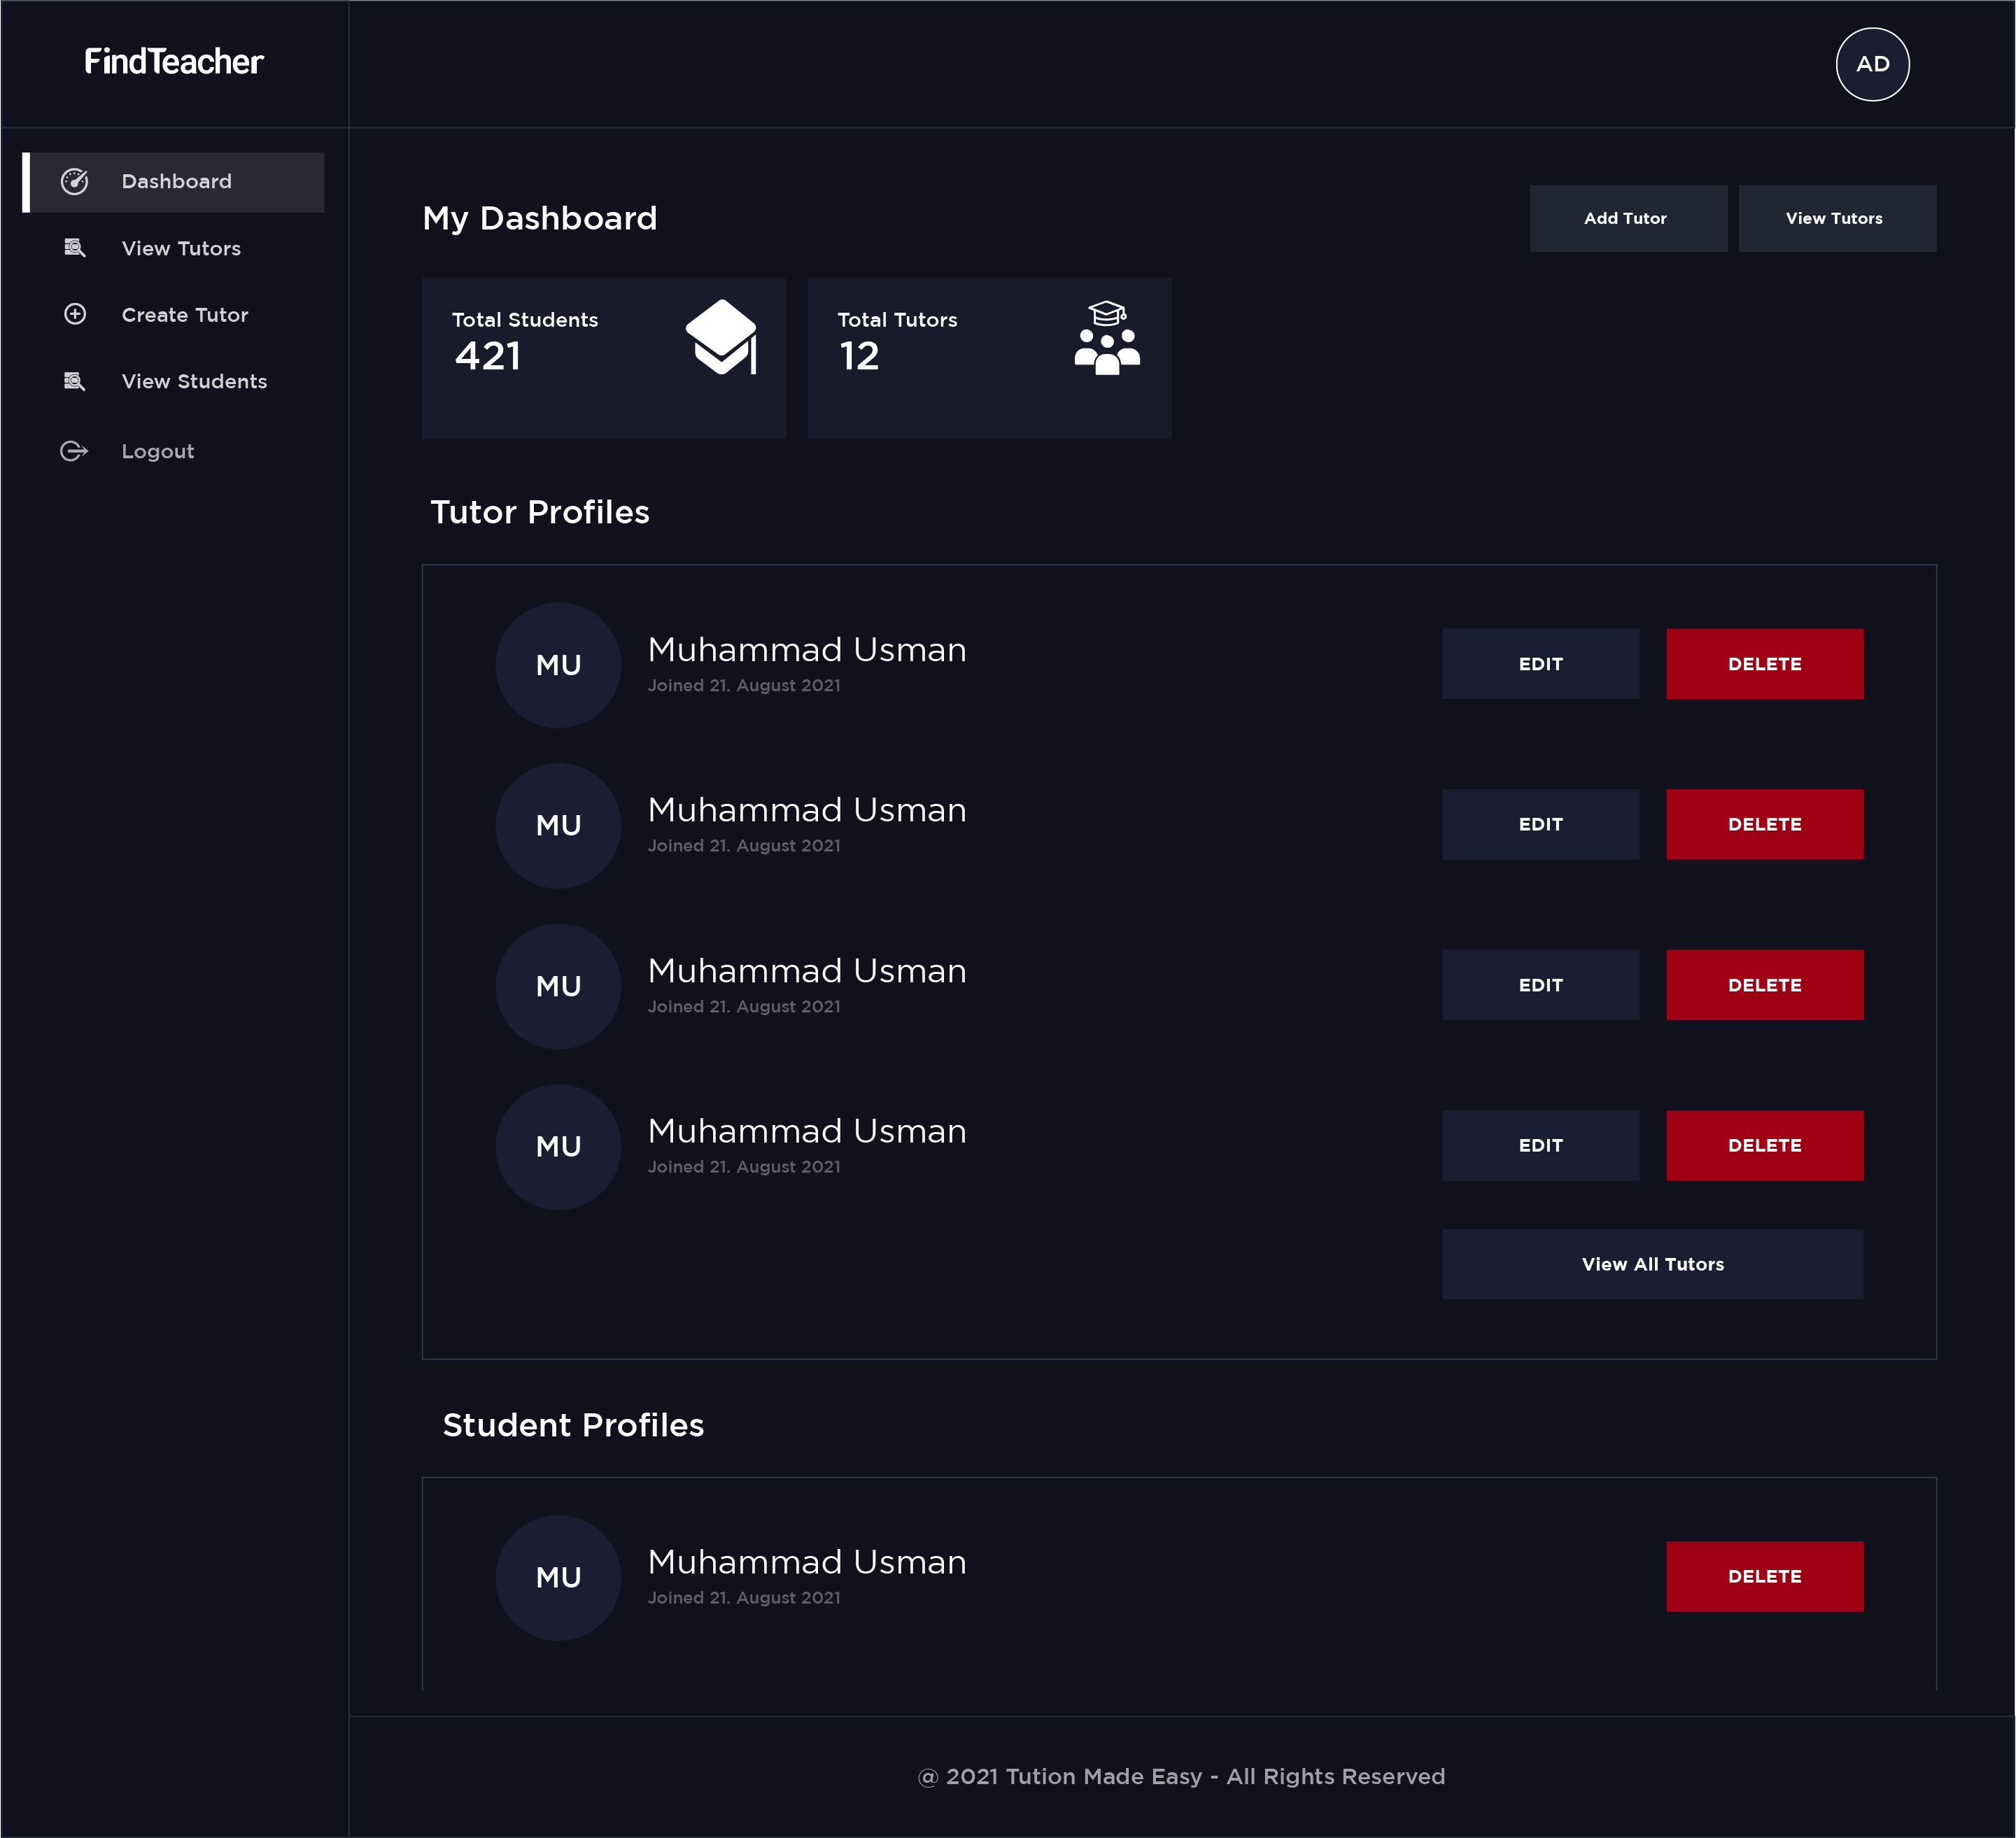 FindTeacher
AD
Dashboard
View Tutors
Create Tutor
View Students
Logout
My Dashboard
Add Tutor
View Tutors
Total Students
421
Total Tutors
12
Tutor Profiles
MU
Muhammad Usman
Joined 21. August 2021
EDIT
DELETE
MU
Muhammad Usman
Joined 21. August 2021
EDIT
DELETE
MU
Muhammad Usman
Joined 21. August 2021
EDIT
DELETE
MU
Muhammad Usman
Joined 21. August 2021
EDIT
DELETE
View All Tutors
Student Profiles
MU
Muhammad Usman
Joined 21. August 2021
DELETE
@ 2021 Tution Made Easy - All Rights Reserved